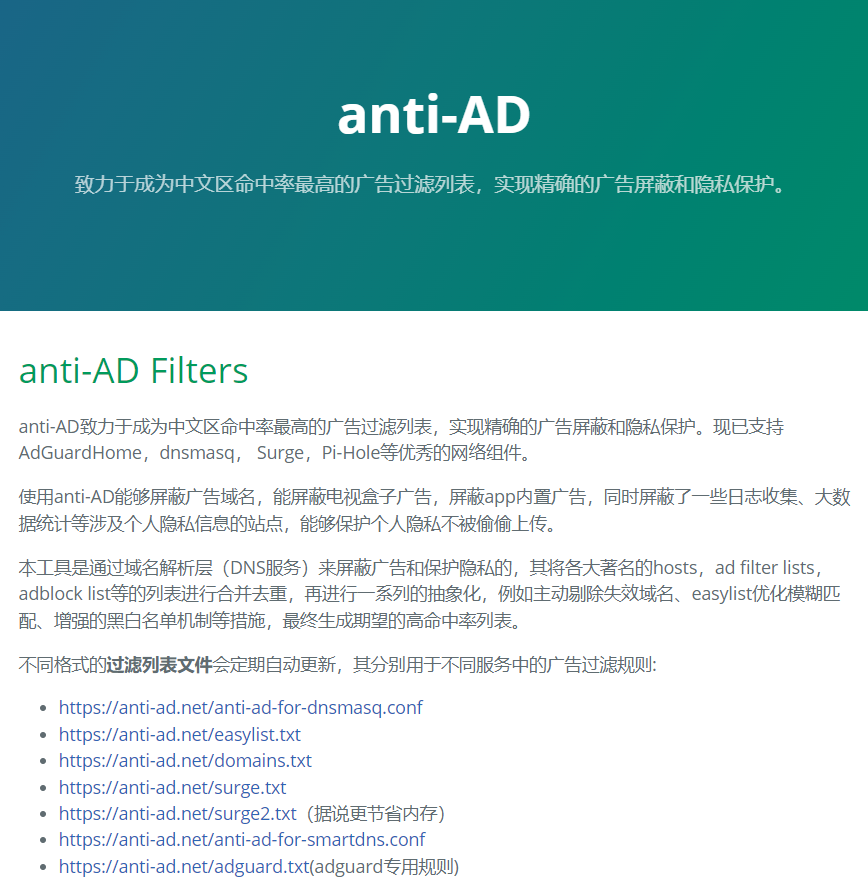 anti-AD
致力于成为中文区命中率最高的广告过滤列表，实现精确的广告屏蔽和隐私保护。
anti-AD Filters
anti-AD致力于成为中文区命中率最高的广告过滤列表，实现精确的广告屏蔽和隐私保护。现已支持
AdGuardHome，dnsmasq， Surge，Pi-Hole等优秀的网络组件。
使用anti-AD能够屏蔽广告域名，能屏蔽电视盒子广告，屏蔽app内置广告，同时屏蔽了一些日志收集、大数
据统计等涉及个人隐私信息的站点，能够保护个人隐私不被偷偷上传。
本工具是通过域名解析层（DNS服务）来屏蔽广告和保护隐私的，其将各大著名的hosts，ad filter lists，
adblock list等的列表进行合并去重，再进行一系列的抽象化，例如主动剔除失效域名、easylist优化模糊匹
配、增强的黑白名单机制等措施，最终生成期望的高命中率列表。
不同格式的过滤列表文件会定期自动更新，其分别用于不同服务中的广告过滤规则:
• https://anti-ad.net/anti-ad-for-dnsmasq.conf
• https://anti-ad.net/easylist.txt
• https://anti-ad.net/domains.txt
• https://anti-ad.net/surge.txt
• https://anti-ad.net/surge2.txt（据说更节省内存）
• https://anti-ad.net/anti-ad-for-smartdns.conf
• https://anti-ad.net/adguard.txt(adguard专用规则)